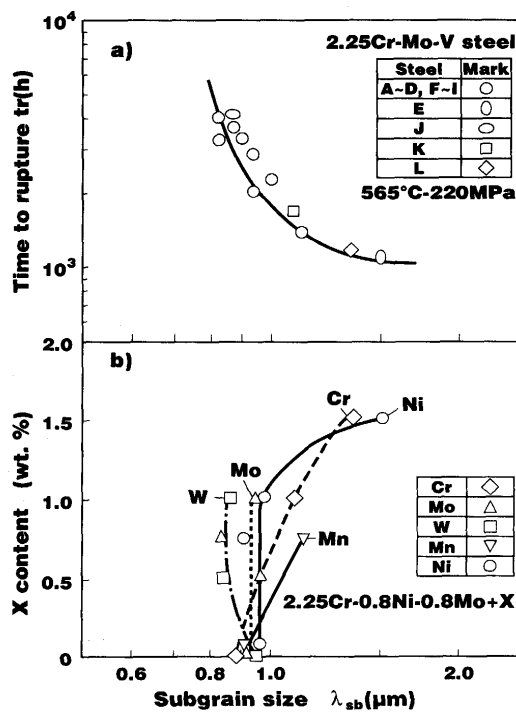 10⁴
a)
2.25Cr-Mo-V steel
Steel Mark
A~D, F~I
E
J
K
L
565°C-220MPa
Time to rupture tr(h)
10³
2.0
b)
Cr
Ni
1.5
Mo
W
1.0
Mn
X content (wt. %)
0.5
0
Cr
Mo
W
Mn
Ni
2.25Cr-0.8Ni-0.8Mo+X
0.6 0.8 1.0 2.0
Subgrain size λsb(μm)